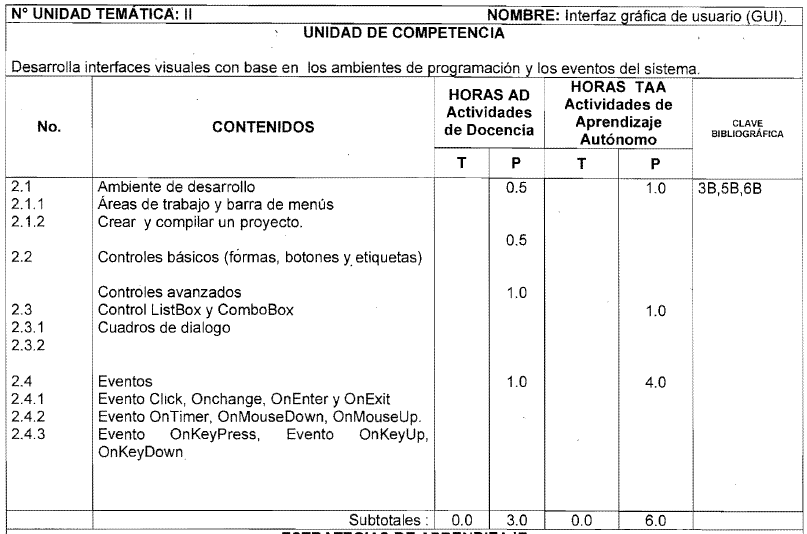 N° UNIDAD TEMÁTICA: II NOMBRE: Interfaz gráfica de usuario (GUI).
UNIDAD DE COMPETENCIA
Desarrolla interfaces visuales con base en los ambientes de programación y los eventos del sistema.
No. CONTENIDOS HORAS AD Actividades de Docencia HORAS TAA Actividades de Aprendizaje Autónomo CLAVE BIBLIOGRÁFICA
T P T P
2.1 Ambiente de desarrollo 0.5 1.0 3B,5B,6B
2.1.1 Áreas de trabajo y barra de menús
2.1.2 Crear y compilar un proyecto.
0.5
2.2 Controles básicos (formas, botones y etiquetas)
Controles avanzados 1.0
2.3 Control ListBox y ComboBox 1.0
2.3.1 Cuadros de dialogo
2.3.2
2.4 Eventos 1.0 4.0
2.4.1 Evento Click, Onchange, OnEnter y OnExit
2.4.2 Evento OnTimer, OnMouseDown, OnMouseUp.
2.4.3 Evento OnKeyPress, Evento OnKeyUp,
OnKeyDown
Subtotales : 0.0 3.0 0.0 6.0
ESTRATEGIAS DE APRENDIZAJE